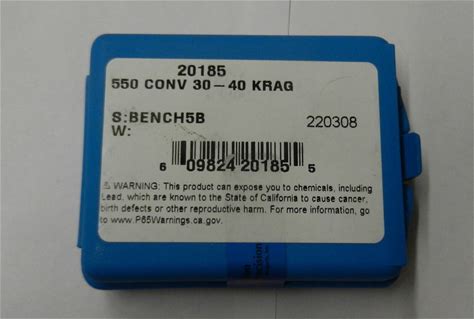 20185
550 CONV 30-40 KRAG
S:BENCH5B
W:
220308
6 09824 20185 5
⚠ WARNING: This product can expose you to chemicals, including
Lead, which are known to the State of California to cause cancer,
birth defects or other reproductive harm. For more information, go
to www.P65Warnings.ca.gov.